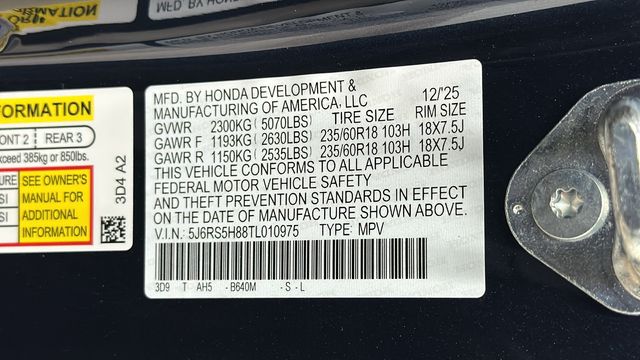 MFD. BY HONDA DEVELOPMENT &
MANUFACTURING OF AMERICA, LLC 12/'25
GVWR 2300KG (5070LBS) TIRE SIZE RIM SIZE
GAWR F 1193KG (2630LBS) 235/60R18 103H 18X7.5J
GAWR R 1150KG (2535LBS) 235/60R18 103H 18X7.5J
THIS VEHICLE CONFORMS TO ALL APPLICABLE
FEDERAL MOTOR VEHICLE SAFETY
AND THEFT PREVENTION STANDARDS IN EFFECT
ON THE DATE OF MANUFACTURE SHOWN ABOVE.
V.I.N.: 5J6RS5H88TL010975 TYPE: MPV
3D9 T AH5 -B640M -S-L
FORMATION
FRONT 2 REAR 3
exceed 385kg or 850lbs.
SEE OWNER'S
MANUAL FOR
ADDITIONAL
INFORMATION
3D4 A2